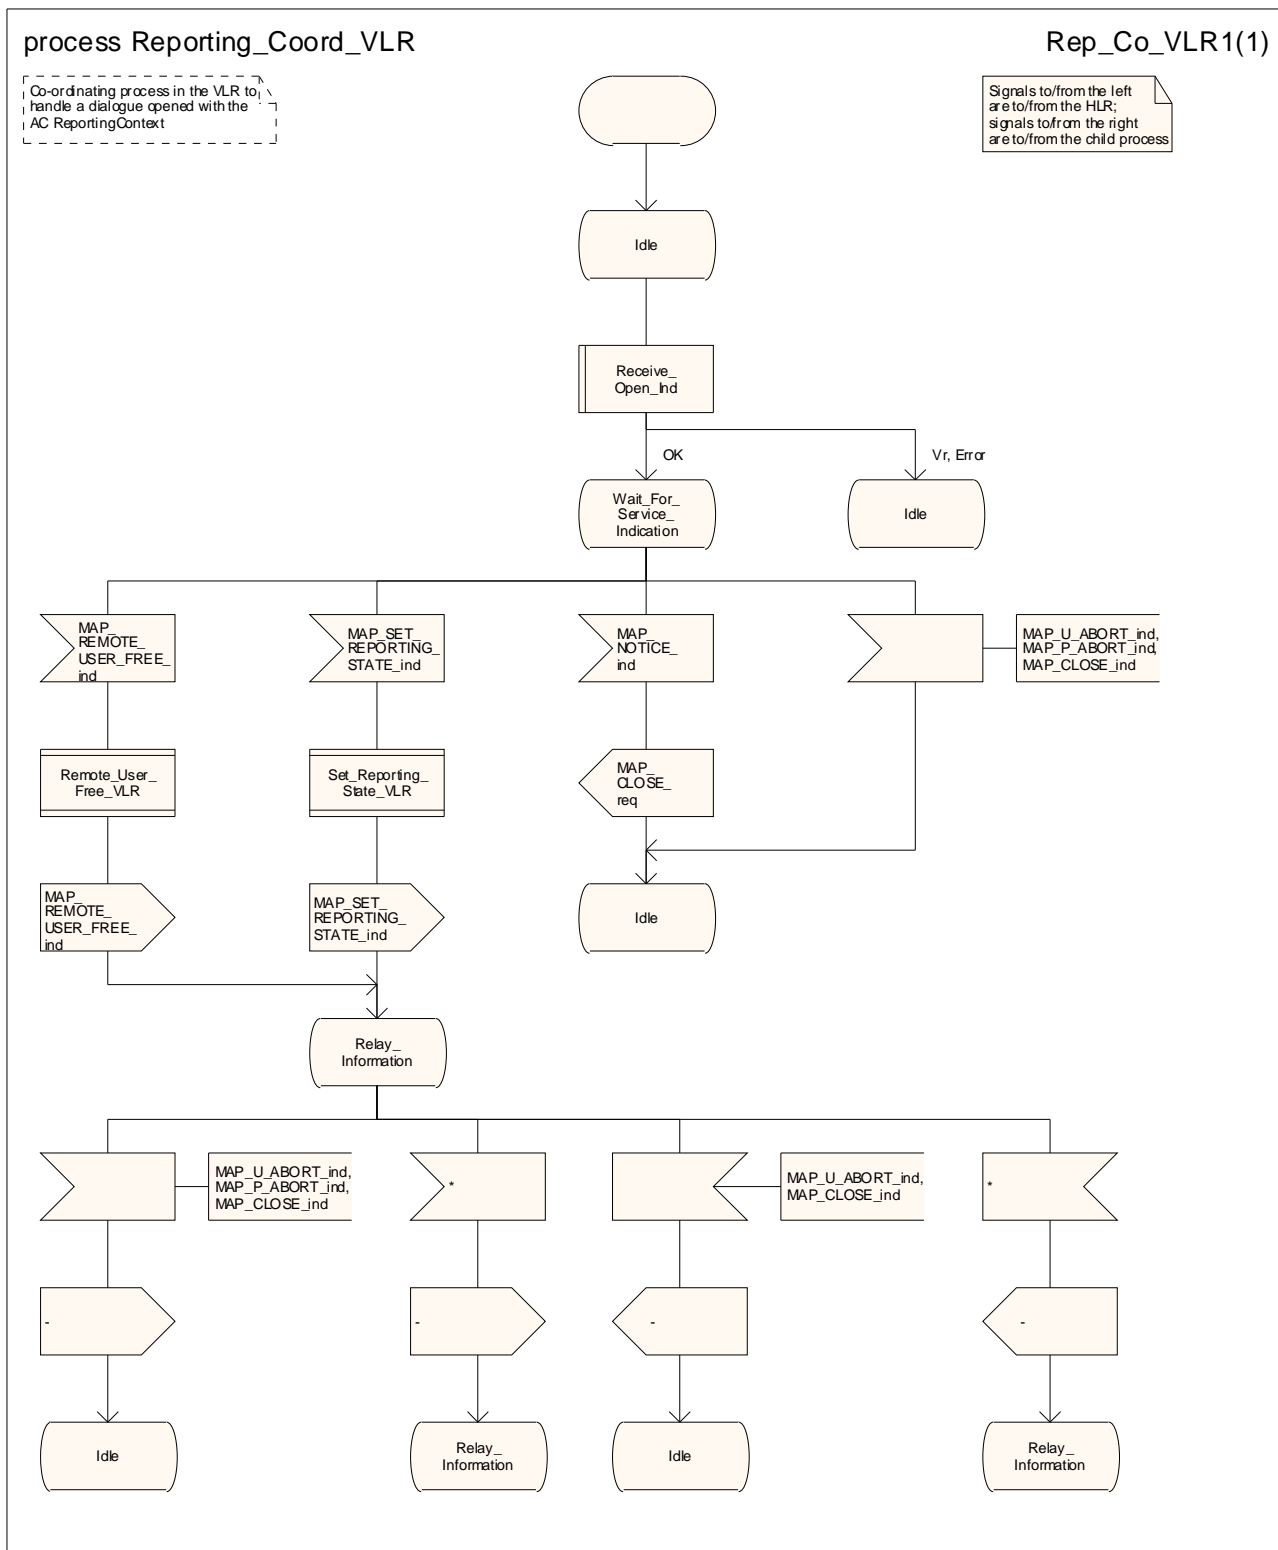 process Reporting_Coord_VLR
Rep_Co_VLR1(1)
Co-ordinating process in the VLR to
handle a dialogue opened with the
AC ReportingContext
Signals to/from the left
are to/from the HLR;
signals to/from the right
are to/from the child process
Idle
Receive_
Open_Ind
OK
Vr, Error
Wait_For_
Service_
Indication
Idle
MAP_
REMOTE_
USER_FREE_
ind
MAP_SET_
REPORTING_
STATE_ind
MAP_
NOTICE_
ind
MAP_U_ABORT_ind,
MAP_P_ABORT_ind,
MAP_CLOSE_ind
Remote_User_
Free_VLR
Set_Reporting_
State_VLR
MAP_
CLOSE_
req
MAP_
REMOTE_
USER_FREE_
ind
MAP_SET_
REPORTING_
STATE_ind
Idle
Relay_
Information
MAP_U_ABORT_ind,
MAP_P_ABORT_ind,
MAP_CLOSE_ind
*
MAP_U_ABORT_ind,
MAP_CLOSE_ind
*
-
-
-
-
Idle
Relay_
Information
Idle
Relay_
Information